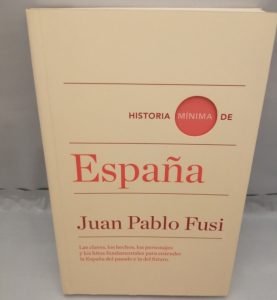 HISTORIA MÍNIMA DE
España
Juan Pablo Fusi
Las claves, los hechos, los personajes
y los hitos fundamentales para entender
la España del pasado y la del futuro.